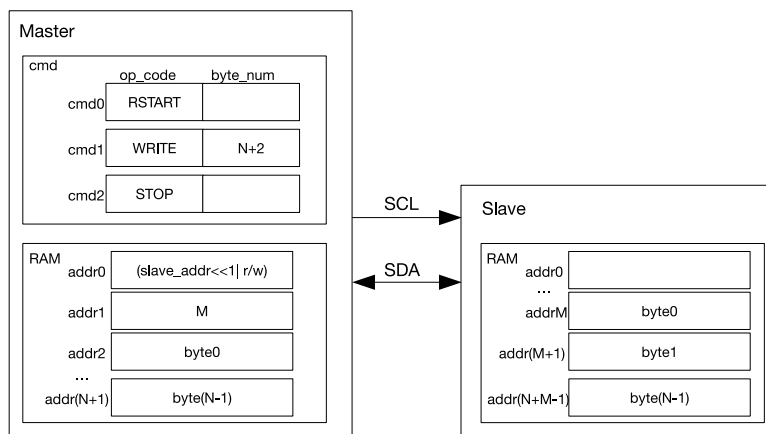 Master
cmd
op_code byte_num
cmd0 RSTART
cmd1 WRITE N+2
cmd2 STOP
RAM
addr0 (slave_addr<<1| r/w)
addr1 M
addr2 byte0
...
addr(N+1) byte(N-1)
SCL
SDA
Slave
RAM
addr0
...
addrM byte0
addr(M+1) byte1
addr(N+M-1) byte(N-1)